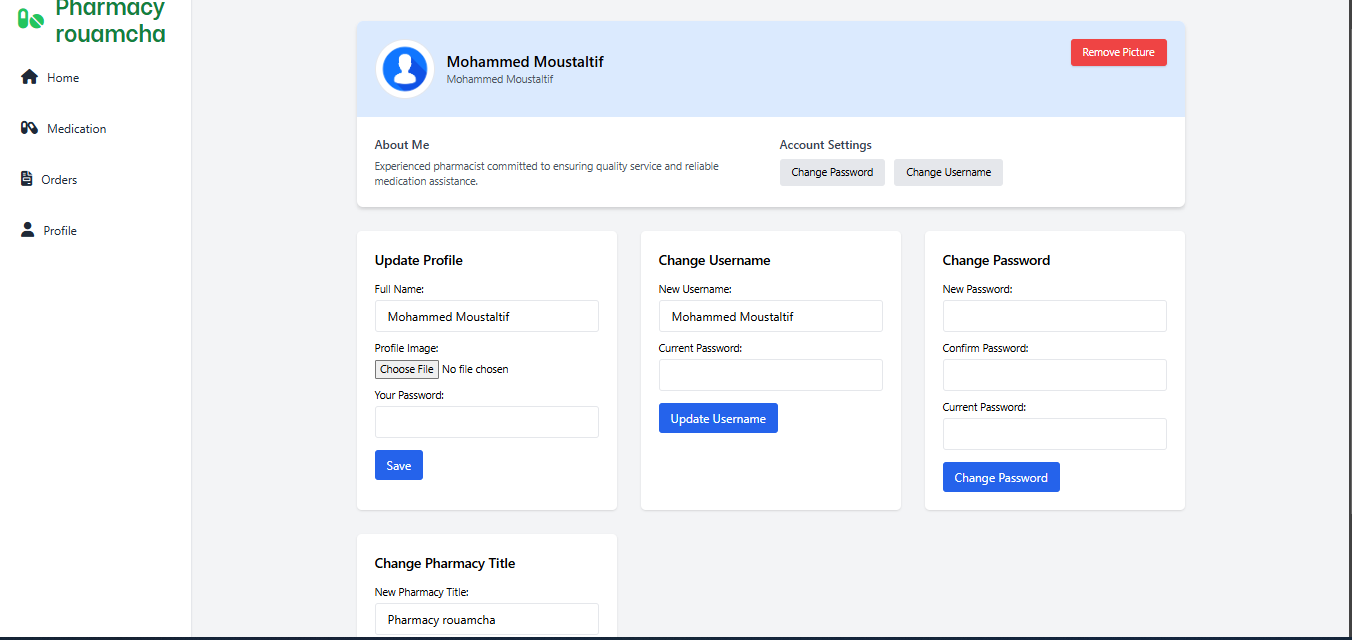 Pharmacy
rouamcha
Home
Medication
Orders
Profile
Mohammed Moustaltif
Mohammed Moustaltif
Remove Picture
About Me
Experienced pharmacist committed to ensuring quality service and reliable
medication assistance.
Account Settings
Change Password
Change Username
Update Profile
Full Name:
Mohammed Moustaltif
Profile Image:
Choose File No file chosen
Your Password:
Save
Change Username
New Username:
Mohammed Moustaltif
Current Password:
Update Username
Change Password
New Password:
Confirm Password:
Current Password:
Change Password
Change Pharmacy Title
New Pharmacy Title:
Pharmacy rouamcha